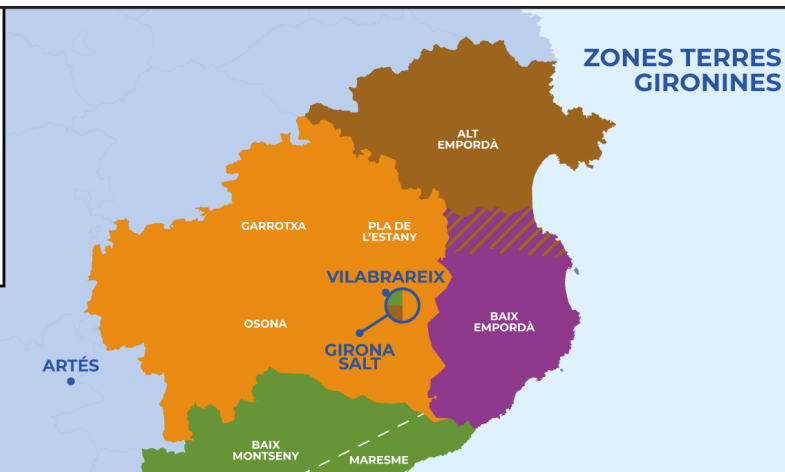 ZONES TERRES
GIRONINES
ALT
EMPORDÀ
GARROTXA
PLA DE
L'ESTANY
VILABRAREIX
OSONA
BAIX
EMPORDÀ
GIRONA
SALT
ARTÉS
BAIX
MONTSENY
MARESME